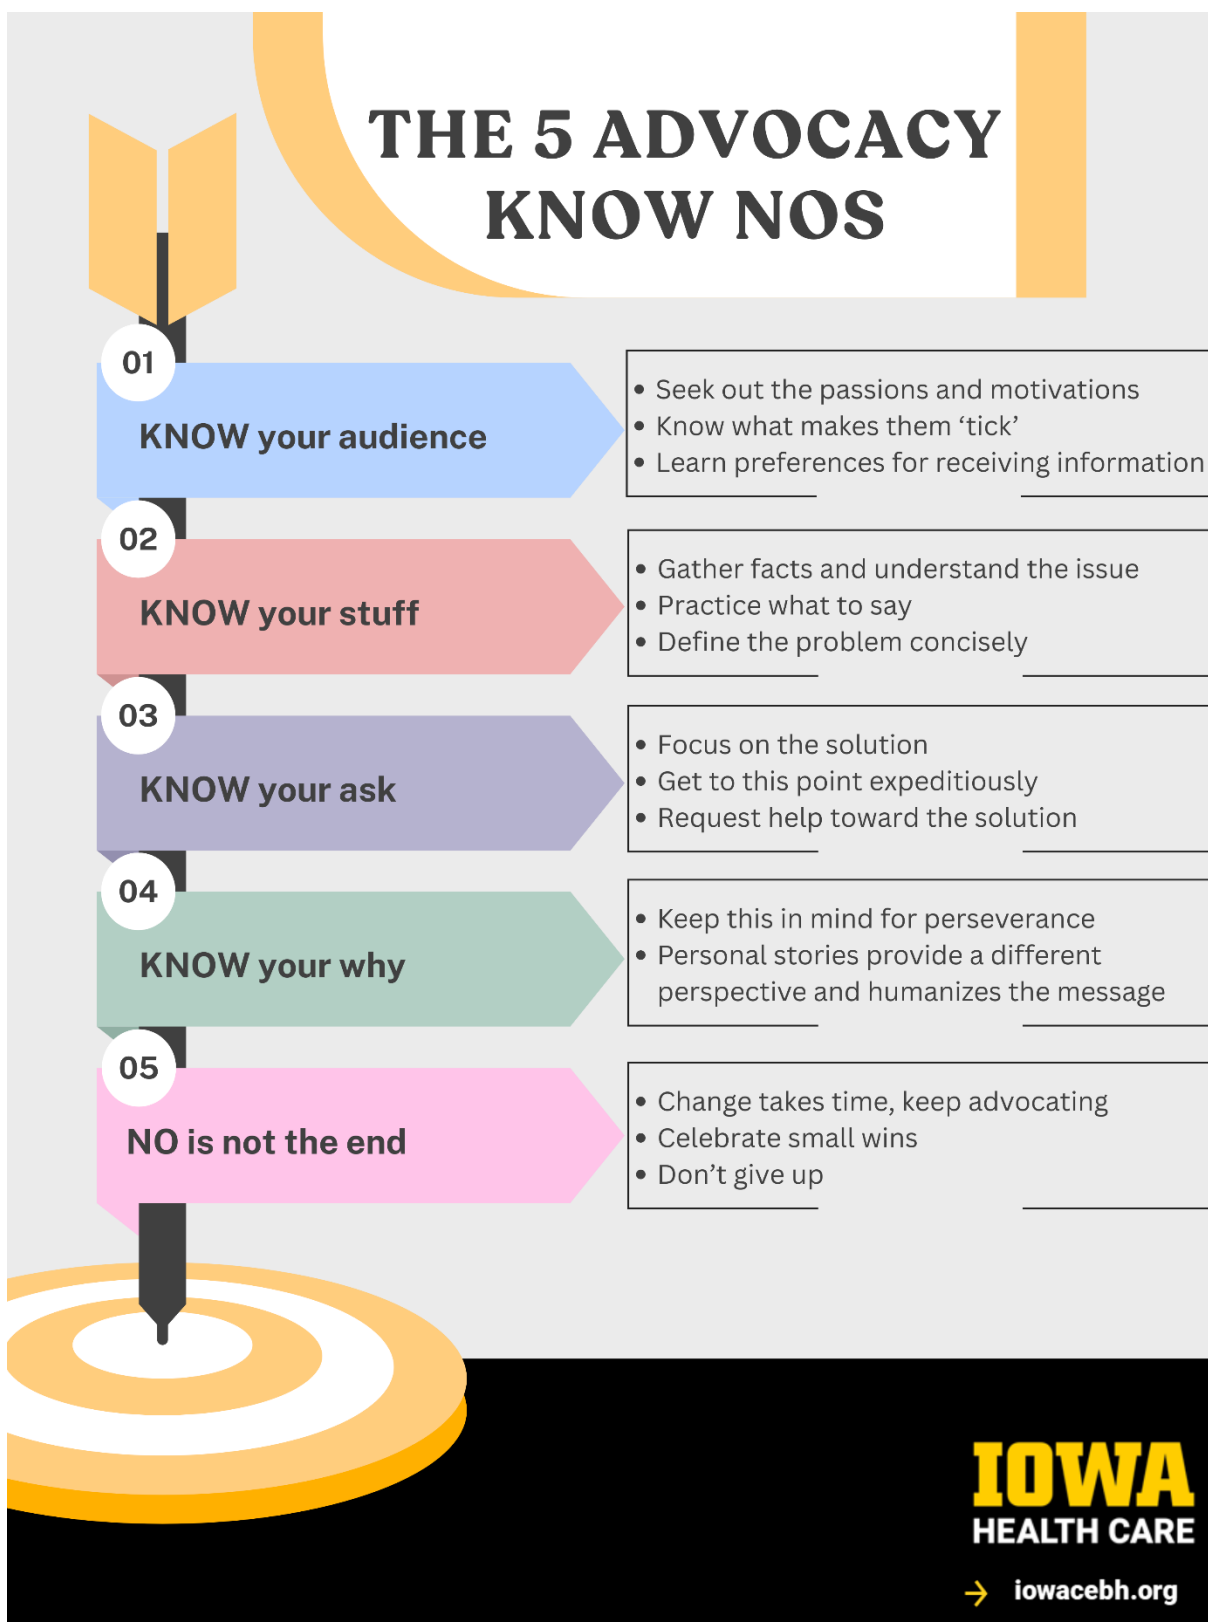 THE 5 ADVOCACY
KNOW NOS
01
KNOW your audience
• Seek out the passions and motivations
• Know what makes them ‘tick’
• Learn preferences for receiving information
02
KNOW your stuff
• Gather facts and understand the issue
• Practice what to say
• Define the problem concisely
03
KNOW your ask
• Focus on the solution
• Get to this point expeditiously
• Request help toward the solution
04
KNOW your why
• Keep this in mind for perseverance
• Personal stories provide a different
perspective and humanizes the message
05
NO is not the end
• Change takes time, keep advocating
• Celebrate small wins
• Don’t give up
IOWA
HEALTH CARE
→ iowacebh.org